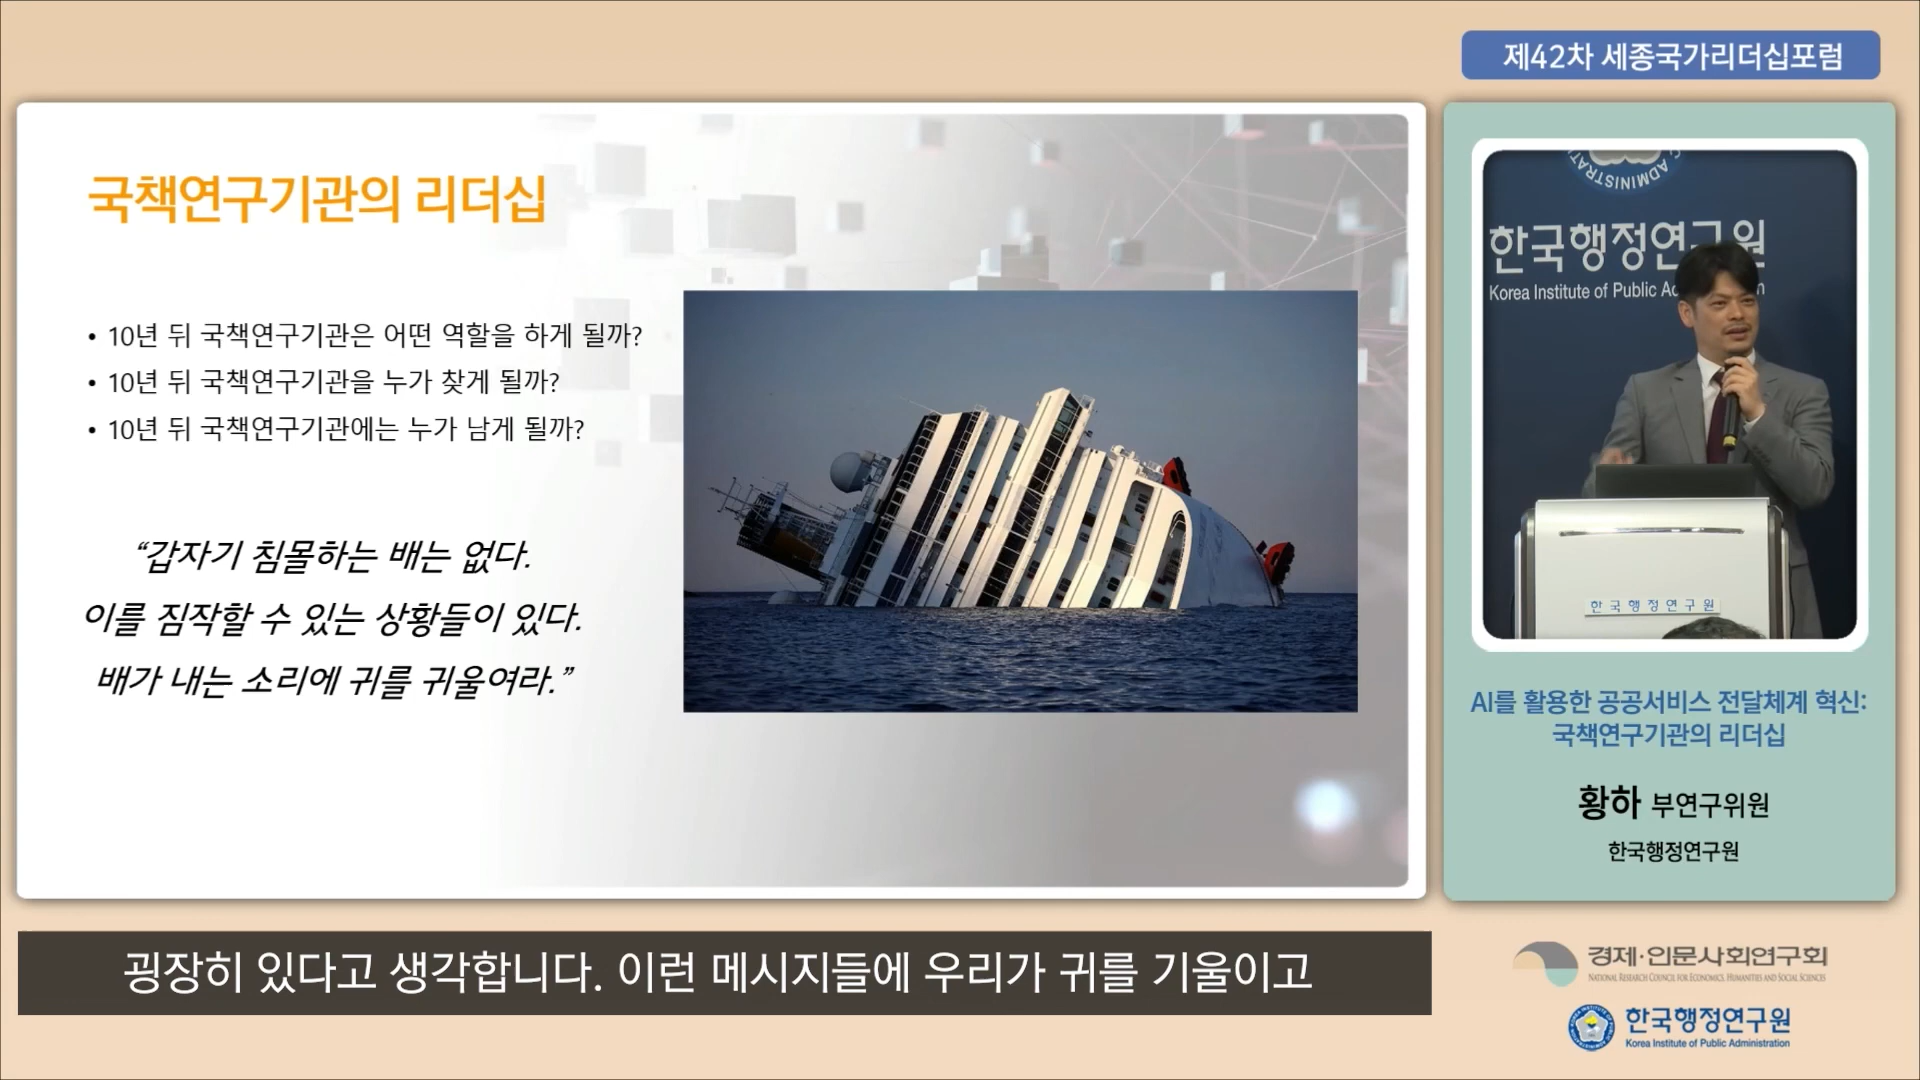 제42차 세종국가리더십포럼
국책연구기관의 리더십
• 10년 뒤 국책연구기관은 어떤 역할을 하게 될까?
• 10년 뒤 국책연구기관을 누가 찾게 될까?
• 10년 뒤 국책연구기관에는 누가 남게 될까?
“갑자기 침몰하는 배는 없다.
이를 짐작할 수 있는 상황들이 있다.
배가 내는 소리에 귀를 귀울여라.”
한국행정연구원
Korea Institute of Public
한국행정연구원
AI를 활용한 공공서비스 전달체계 혁신:
국책연구기관의 리더십
황하 부연구위원
한국행정연구원
굉장히 있다고 생각합니다. 이런 메시지들에 우리가 귀를 기울이고
경제·인문사회연구회
NATIONAL RESEARCH COUNCIL FOR ECONOMICS, HUMANITIES AND SOCIAL SCIENCES
한국행정연구원
Korea Institute of Public Administration